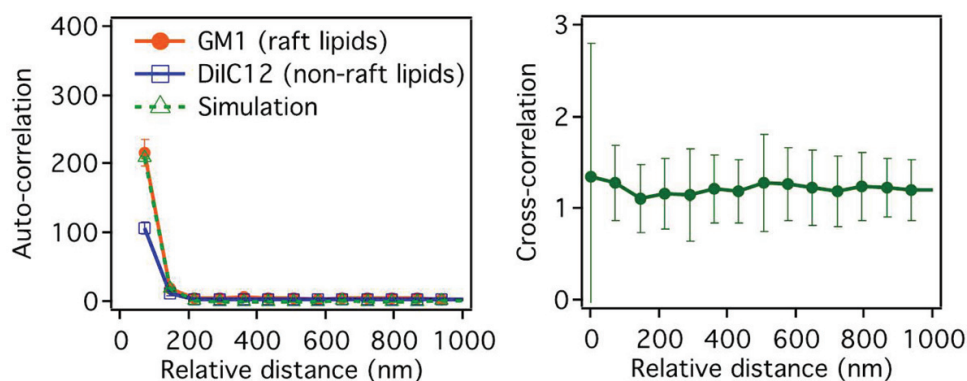 400
300
200
100
0
Auto-correlation
GM1 (raft lipids)
DilC12 (non-raft lipids)
Simulation
0 200 400 600 800 1000
Relative distance (nm)
3
2
1
0
Cross-correlation
0 200 400 600 800 1000
Relative distance (nm)